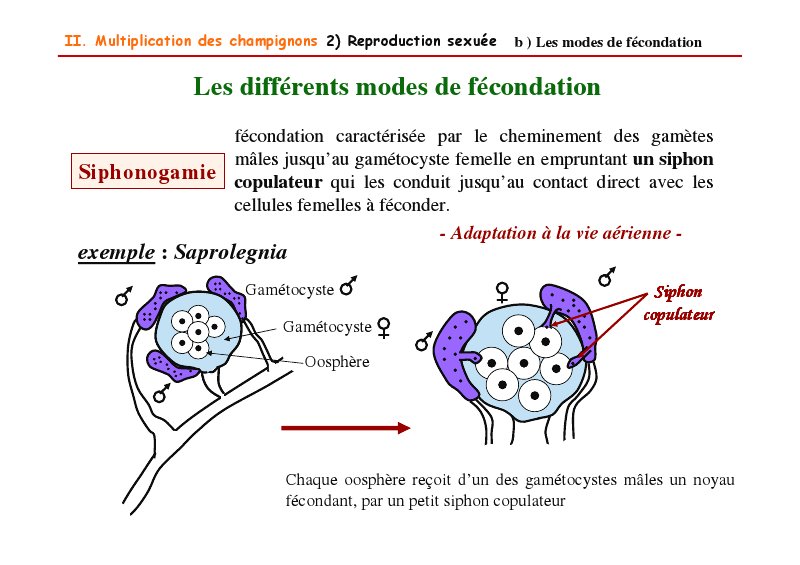 II. Multiplication des champignons 2) Reproduction sexuée b ) Les modes de fécondation
Les différents modes de fécondation
Siphonogamie
fécondation caractérisée par le cheminement des gamètes
mâles jusqu’au gamétocyste femelle en empruntant un siphon
copulateur qui les conduit jusqu’au contact direct avec les
cellules femelles à féconder.
- Adaptation à la vie aérienne -
exemple : Saprolegnia
Gamétocyste ♂
Gamétocyste ♀
Oosphère
♂
♂
♀
♂
♂
Siphon
copulateur
Chaque oosphère reçoit d’un des gamétocystes mâles un noyau
fécondant, par un petit siphon copulateur